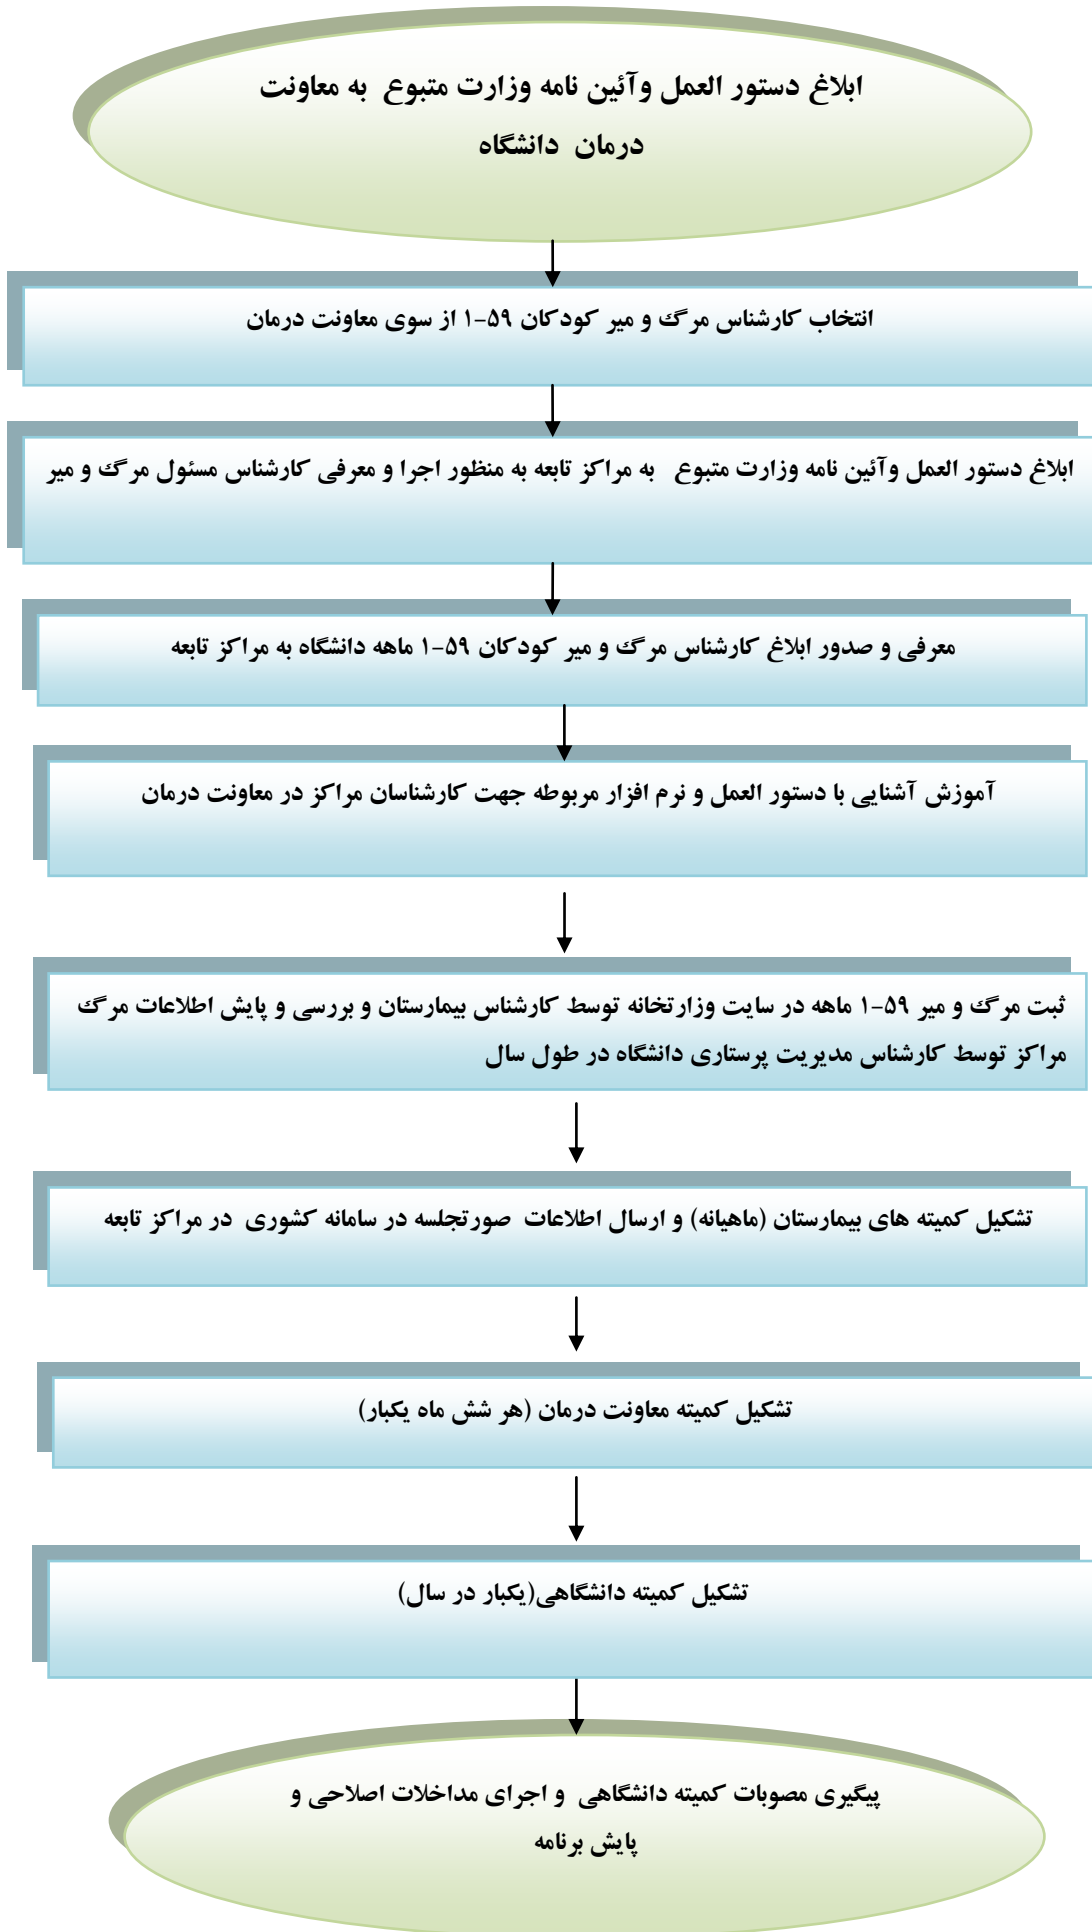 ابلاغ دستور العمل وآئین نامه وزارت متبوع به معاونت
درمان دانشگاه
انتخاب کارشناس مرگ و میر کودکان ۵۹-۱ از سوی معاونت درمان
ابلاغ دستور العمل وآئین نامه وزارت متبوع به مراکز تابعه به منظور اجرا و معرفی کارشناس مسئول مرگ و میر
معرفی و صدور ابلاغ کارشناس مرگ و میر کودکان ۵۹-۱ ماهه دانشگاه به مراکز تابعه
آموزش آشنایی با دستور العمل و نرم افزار مربوطه جهت کارشناسان مراکز در معاونت درمان
ثبت مرگ و میر ۵۹-۱ ماهه در سایت وزارتخانه توسط کارشناس بیمارستان و بررسی و پایش اطلاعات مرگ
مراکز توسط کارشناس مدیریت پرستاری دانشگاه در طول سال
تشکیل کمیته های بیمارستان (ماهیانه) و ارسال اطلاعات صورتجلسه در سامانه کشوری در مراکز تابعه
تشکیل کمیته معاونت درمان (هر شش ماه یکبار)
تشکیل کمیته دانشگاهی(یکبار در سال)
پیگیری مصوبات کمیته دانشگاهی و اجرای مداخلات اصلاحی و
پایش برنامه